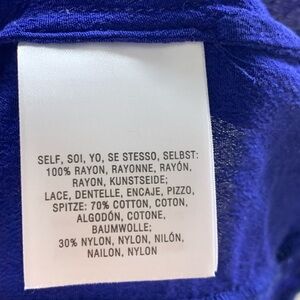 SELF, SOI, YO, SE STESSO, SELBST:
100% RAYON, RAYONNE, RAYÓN,
RAYON, KUNSTSEIDE;
LACE, DENTELLE, ENCAJE, PIZZO,
SPITZE: 70% COTTON, COTON,
ALGODÓN, COTONE,
BAUMWOLLE;
30% NYLON, NYLON, NILÓN,
NAILON, NYLON